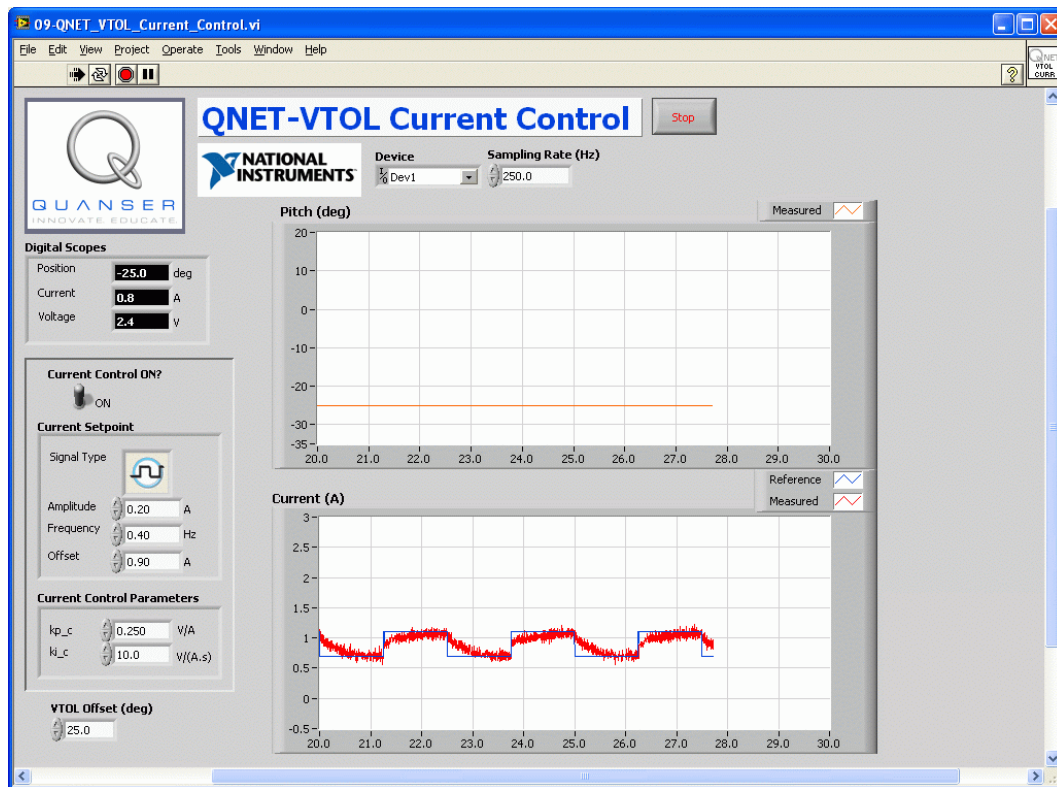 09-QNET_VTOL_Current_Control.vi
File Edit View Project Operate Tools Window Help
QNET
VTOL
CURR
QUANSER
INNOVATE. EDUCATE.
QNET-VTOL Current Control
Stop
NATIONAL
INSTRUMENTS
Device
Dev1
Sampling Rate (Hz)
250.0
Digital Scopes
Position -25.0 deg
Current 0.8 A
Voltage 2.4 V
Current Control ON?
ON
Current Setpoint
Signal Type
Amplitude 0.20 A
Frequency 0.40 Hz
Offset 0.90 A
Current Control Parameters
kp_c 0.250 V/A
ki_c 10.0 V/(A.s)
VTOL Offset (deg)
25.0
Pitch (deg)
Measured
20
10
0
-10
-20
-30
-35
20.0 21.0 22.0 23.0 24.0 25.0 26.0 27.0 28.0 29.0 30.0
Current (A)
Reference
Measured
3
2.5
2
1.5
1
0.5
0
-0.5
20.0 21.0 22.0 23.0 24.0 25.0 26.0 27.0 28.0 29.0 30.0